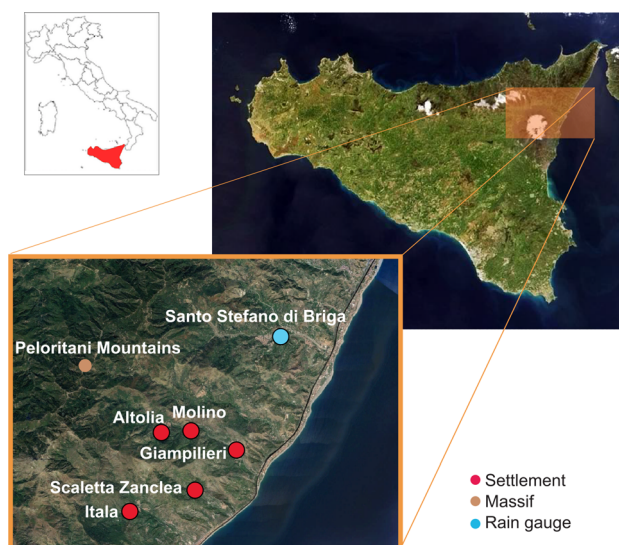 Santo Stefano di Briga
Peloritani Mountains
Altolia
Molino
Giampilieri
Scaletta Zanclea
Itala
Settlement
Massif
Rain gauge